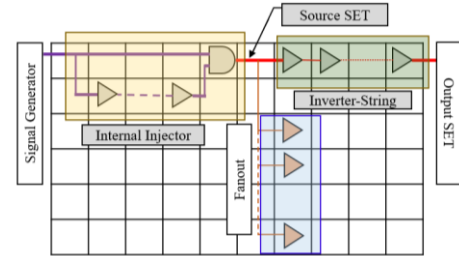 Source SET
Signal Generator
Internal Injector
Inverter-String
Fanout
Output SET